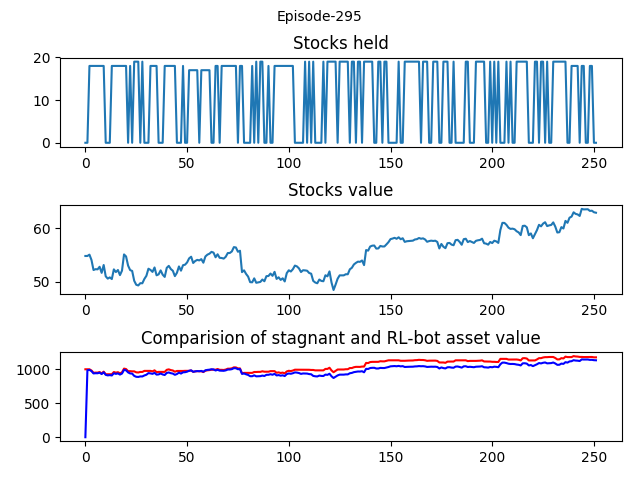 Episode-295
Stocks held
20
10
0
0 50 100 150 200 250
Stocks value
60
50
0 50 100 150 200 250
Comparision of stagnant and RL-bot asset value
1000
500
0
0 50 100 150 200 250